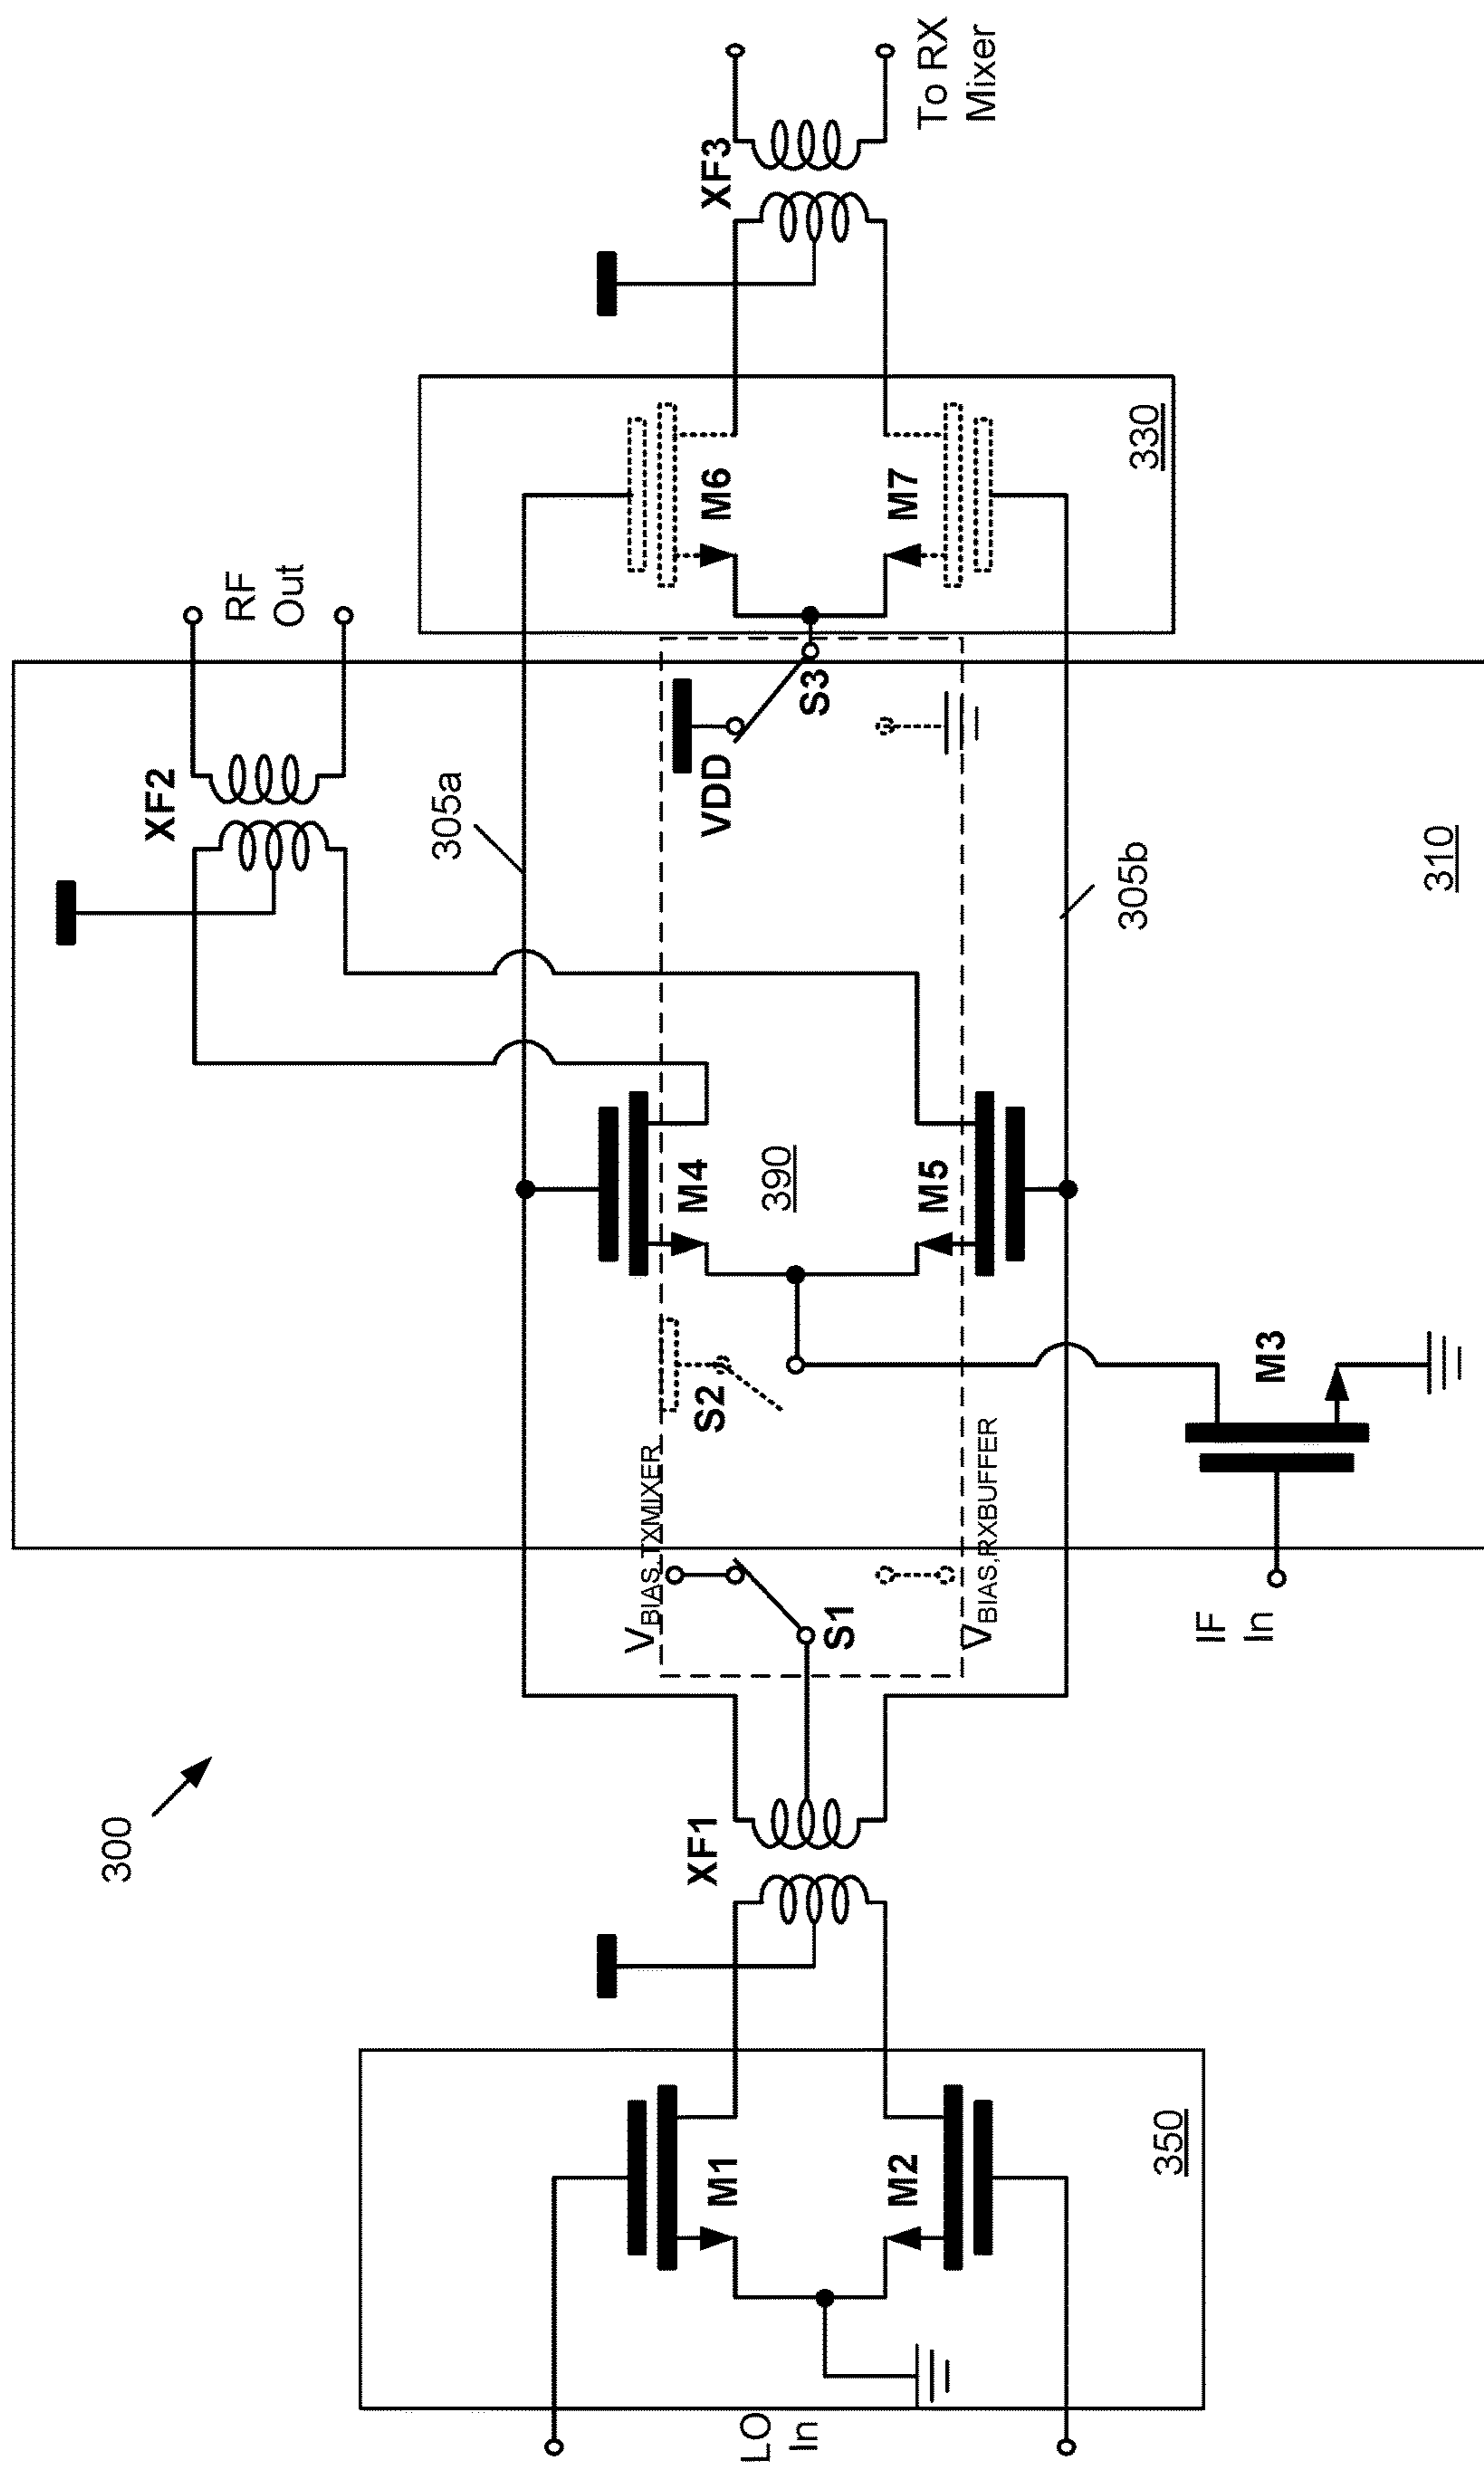 300
LO
In
350
M1
M2
XF1
S1
VBIAS,TXMIXER
VBIAS,RXBUFFER
IF
In
S2
M3
M4
M5
390
305a
305b
310
XF2
RF
Out
VDD
S3
M6
M7
330
XF3
To RX
Mixer